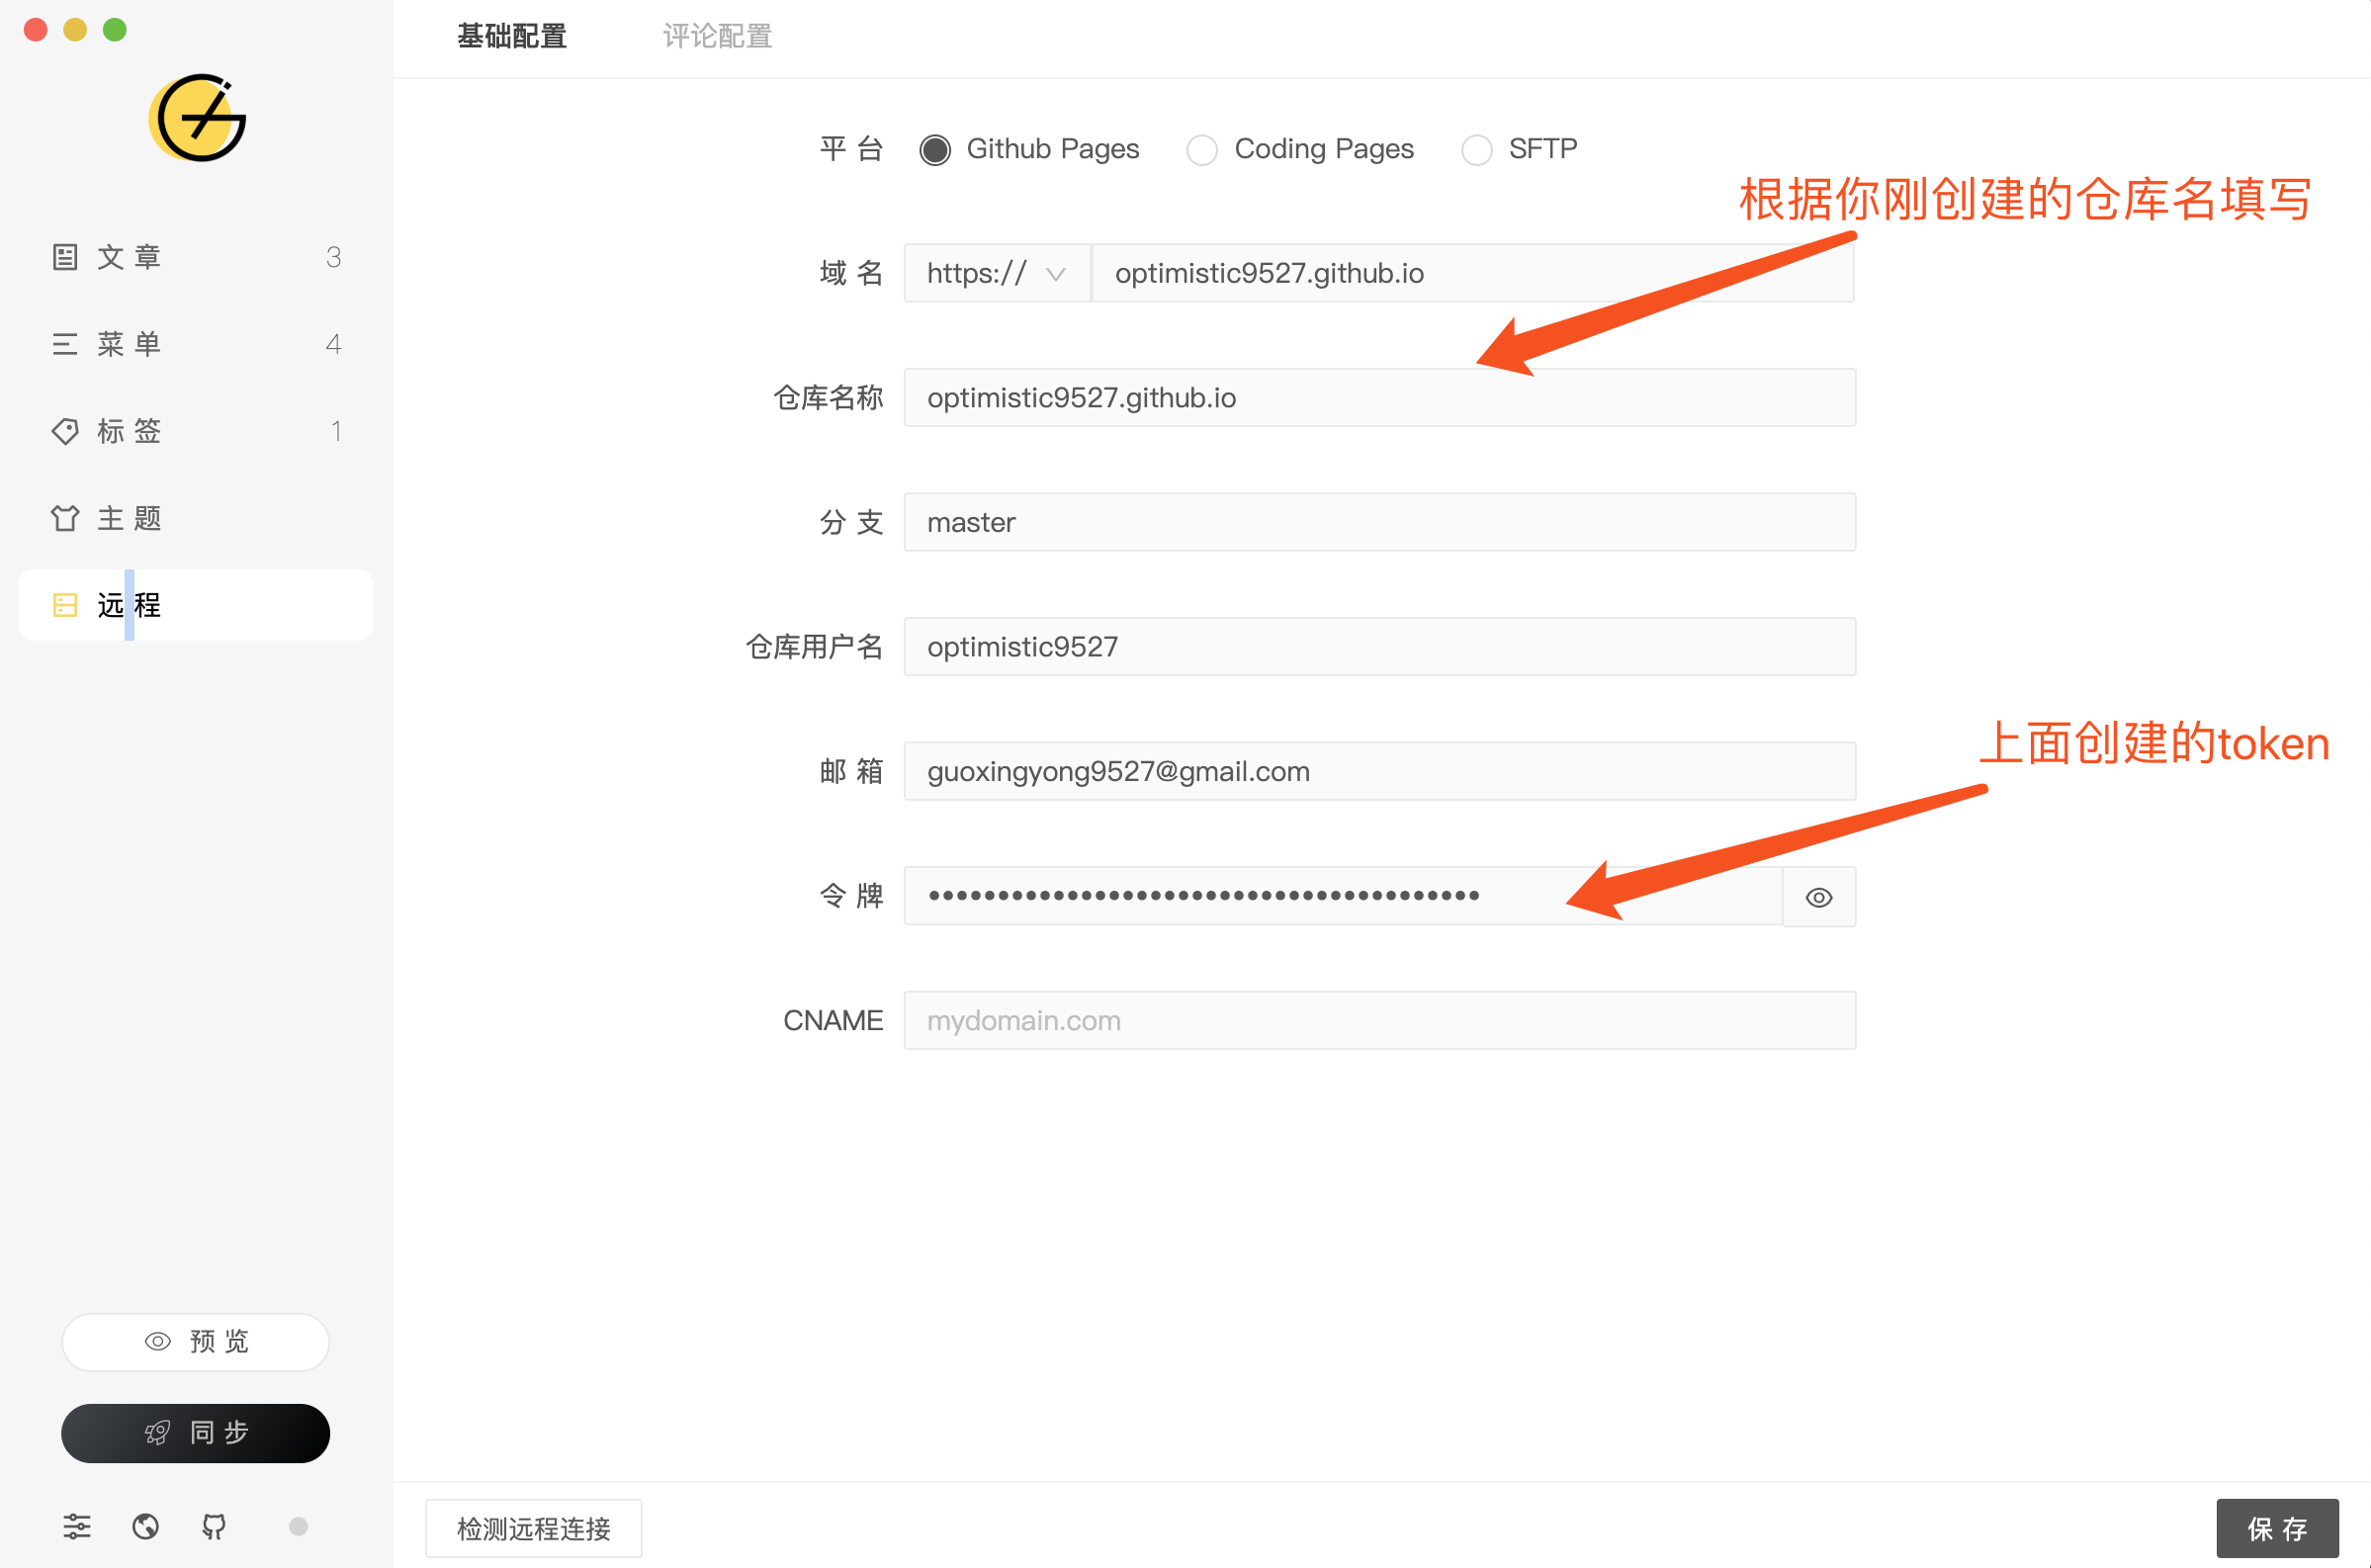 基础配置 评论配置
平台 Github Pages Coding Pages SFTP
根据你刚创建的仓库名填写
文章 3
域名 https:// optimistic9527.github.io
菜单 4
仓库名称 optimistic9527.github.io
标签 1
主题
分支 master
远程
仓库用户名 optimistic9527
上面创建的token
邮箱 guoxingyong9527@gmail.com
令牌 ••••••••••••••••••••••••••••••••••••••••
CNAME mydomain.com
预览
同步
检测远程连接 保存